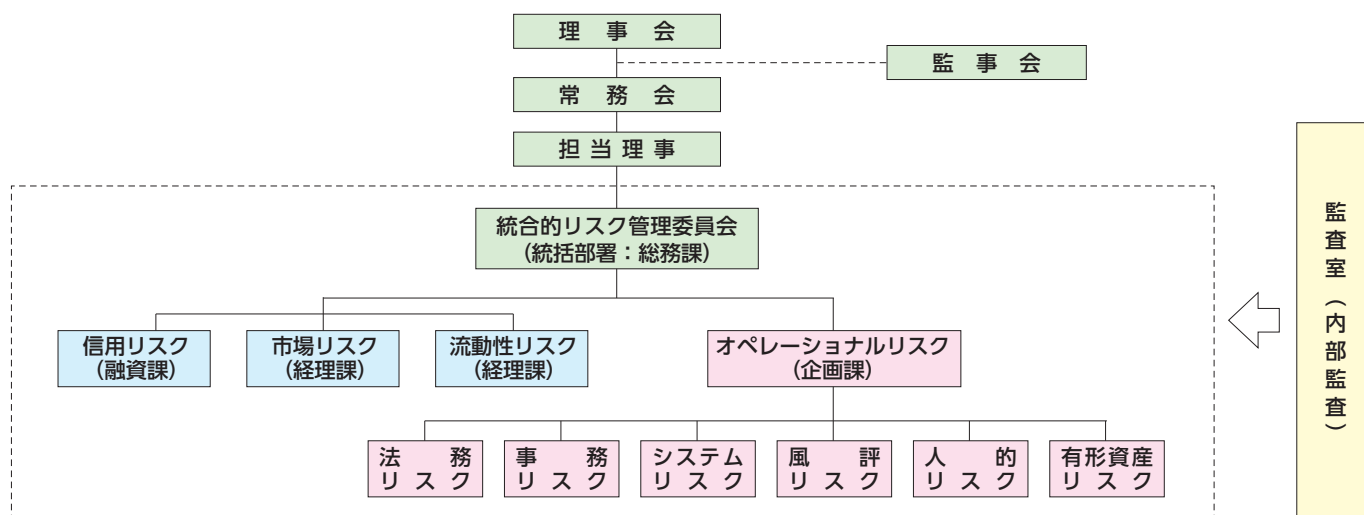 理事会
監事会
常務会
担当理事
統合的リスク管理委員会
(統括部署：総務課)
信用リスク
(融資課)
市場リスク
(経理課)
流動性リスク
(経理課)
オペレーショナルリスク
(企画課)
法務
リスク
事務
リスク
システム
リスク
風評
リスク
人的
リスク
有形資産
リスク
監査室(内部監査)